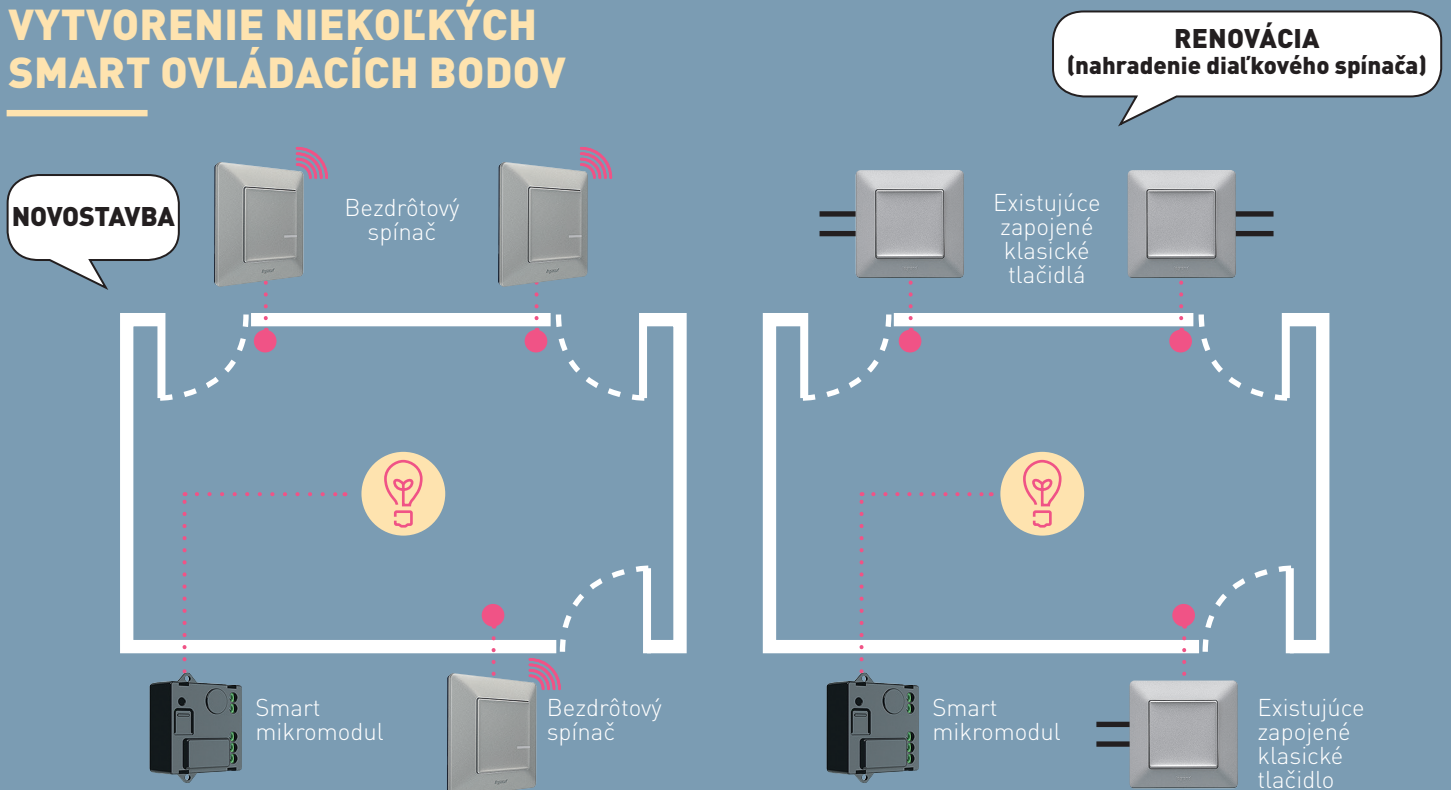 VYTVORENIE NIEKOĽKÝCH
SMART OVLÁDACÍCH BODOV
RENOVÁCIA
(nahradenie diaľkového spínača)
NOVOSTAVBA
Bezdrôtový
spínač
Existujúce
zapojené
klasické
tlačidlá
Smart
mikromodul
Bezdrôtový
spínač
Smart
mikromodul
Existujúce
zapojené
klasické
tlačidlo